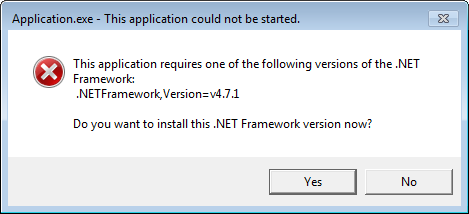 Application.exe - This application could not be started.
This application requires one of the following versions of the .NET
Framework:
.NETFramework,Version=v4.7.1
Do you want to install this .NET Framework version now?
Yes
No